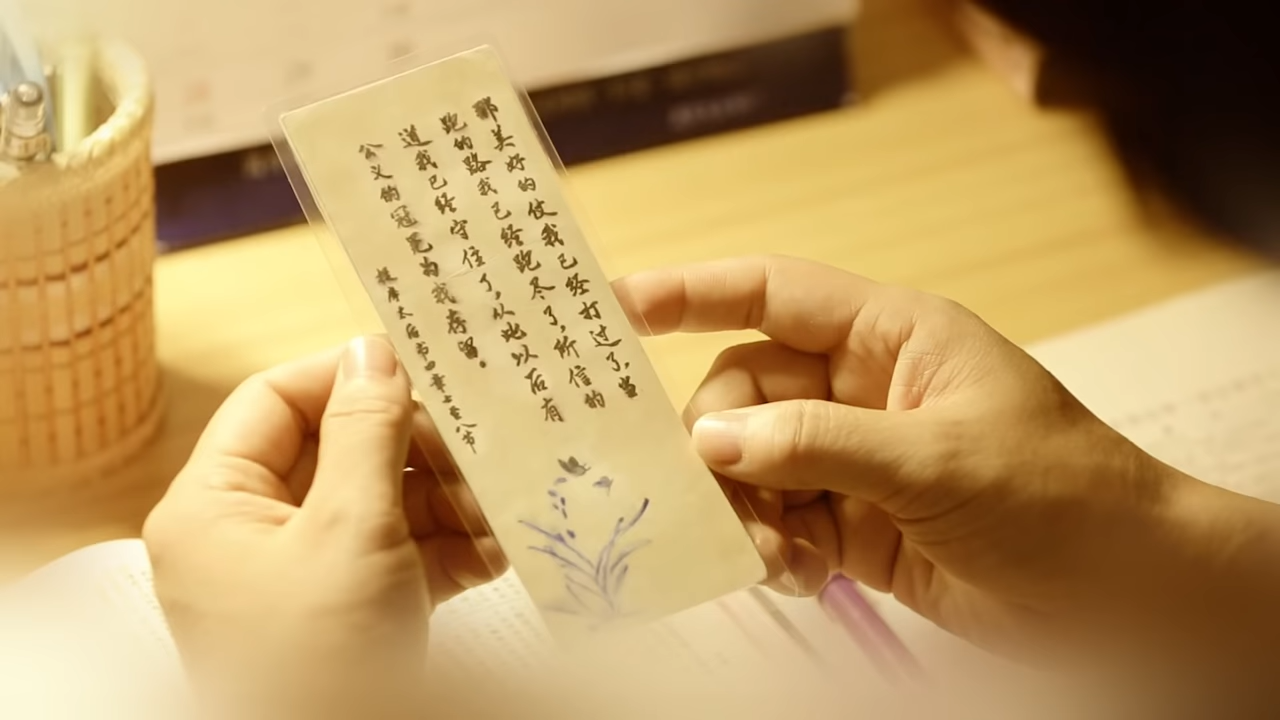 那美好的仗我已经打过了,当
跑的路我已经跑尽了,所信的
道我已经守住了,从此以后有
公义的冠冕为我存留。
提摩太后书四章七至八节